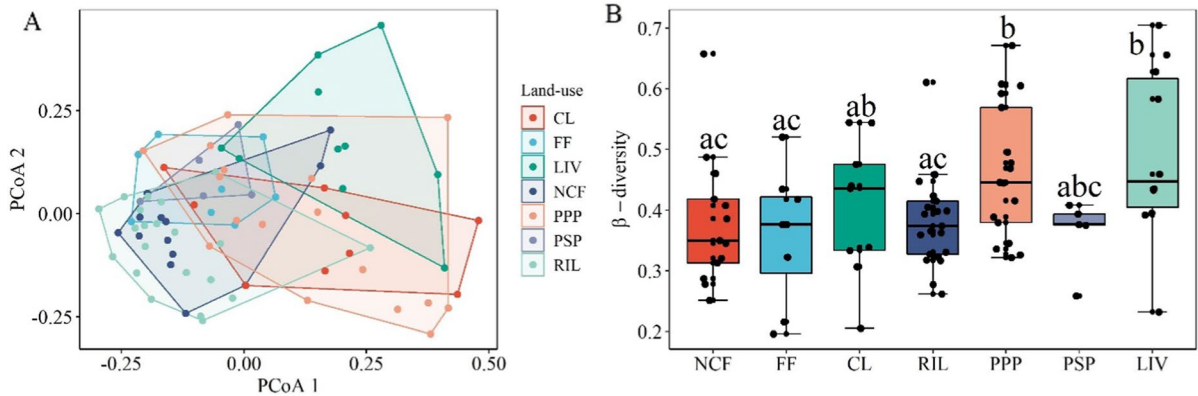 A
0.25
0.00
-0.25
PCoA 2
-0.25
0.00
0.25
0.50
PCoA 1
Land-use
CL
FF
LIV
NCF
PPP
PSP
RIL
B
0.7
0.6
0.5
0.4
0.3
0.2
β – diversity
ac
ac
ab
ac
b
abc
b
NCF
FF
CL
RIL
PPP
PSP
LIV